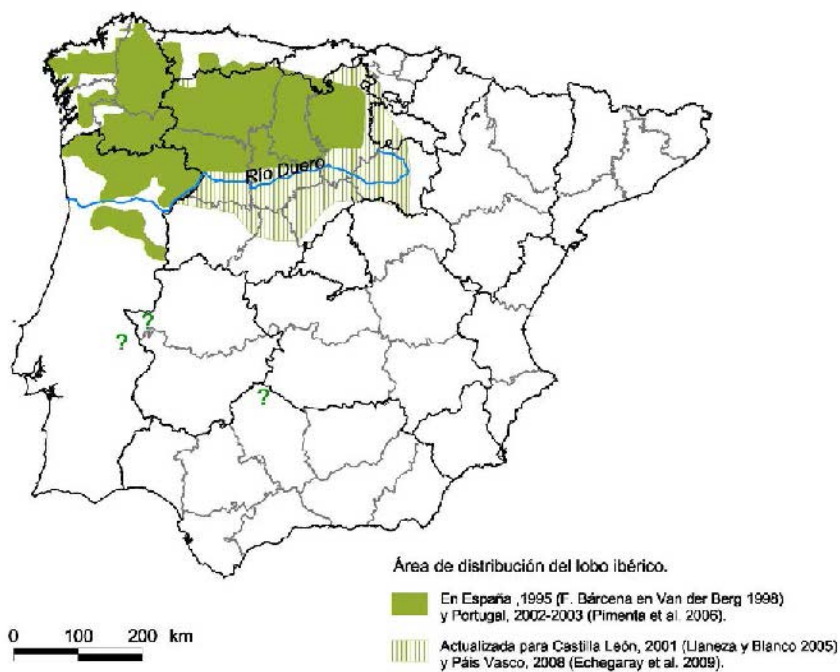 Río Duero
?
?
?
Área de distribución del lobo ibérico.
En España ,1995 (F. Bárcena en Van der Berg 1998)
y Portugal, 2002-2003 (Pimenta et al. 2006).
0 100 200 km
Actualizada para Castilla León, 2001 (Llaneza y Blanco 2005)
y Páis Vasco, 2008 (Echegaray et al. 2009).